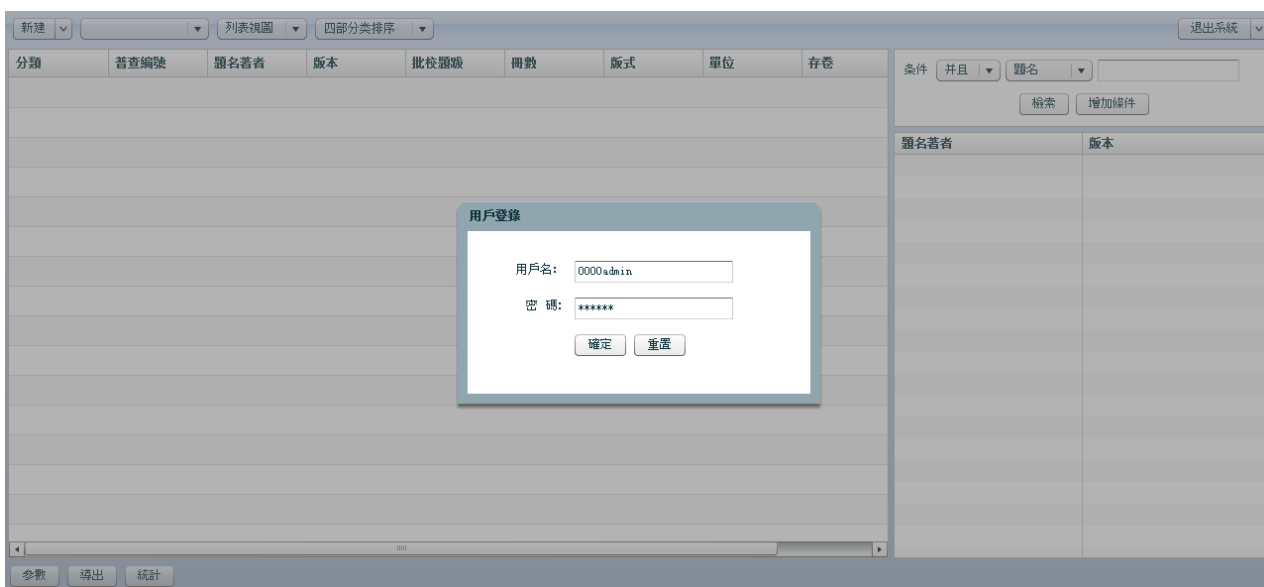 新建 列表視圖 四部分类排序 退出系統
分類 普查編號 題名著者 版本 批校題跋 冊數 版式 單位 存卷
条件 并且 題名
檢索 增加條件
題名著者 版本
用戶登錄
用戶名: 0000admin
密 碼: ******
確定 重置
参數 導出 統計